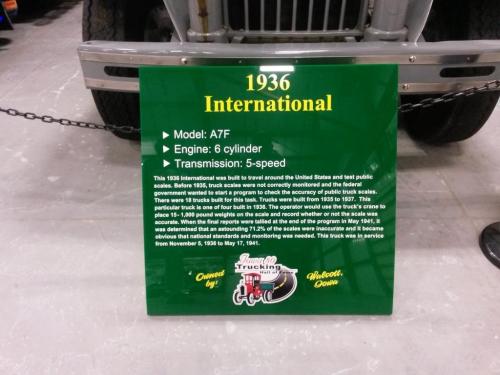 1936
International
Model: A7F
Engine: 6 cylinder
Transmission: 5-speed
This 1936 International was built to travel around the United States and test public
scales. Before 1935, truck scales were not correctly monitored and the federal
government wanted to start a program to check the accuracy of public truck scales.
There were 18 trucks built for this task. Trucks were built from 1935 to 1937. This
particular truck is one of four built in 1936. The operator would use the truck's crane to
place 15 - 1,000 pound weights on the scale and record whether or not the scale was
accurate. When the final reports were tallied at the end of the program in May 1941, it
was determined that an astounding 71.2% of the scales were inaccurate and it became
obvious that national standards and monitoring was needed. This truck was in service
from November 5, 1936 to May 17, 1941.
Owned by:
Iowa 80
Trucking
Hall of Fame
Walcott, Iowa